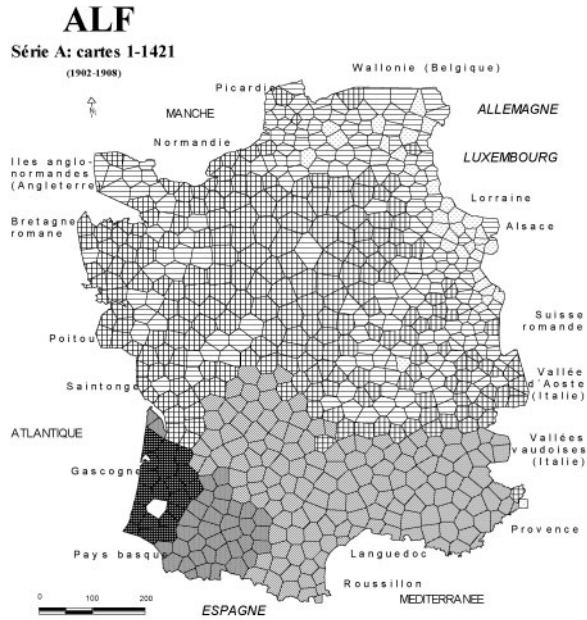 ALF
Série A: cartes 1-1421
(1902-1908)
Wallonie (Belgique)
Picardie
MANCHE
ALLEMAGNE
Normandie
LUXEMBOURG
Iles anglo-
normandes
(Angleterre)
Lorraine
Bretagne
romane
Alsace
Poitou
Suisse
romande
Saintonge
Vallée
d'Aoste
(Italie)
ATLANTIQUE
Vallées
vaudoises
(Italie)
Gascogne
Provence
Pays basque
Languedoc
Roussillon
0 100 200
ESPAGNE
MEDITERRANEE